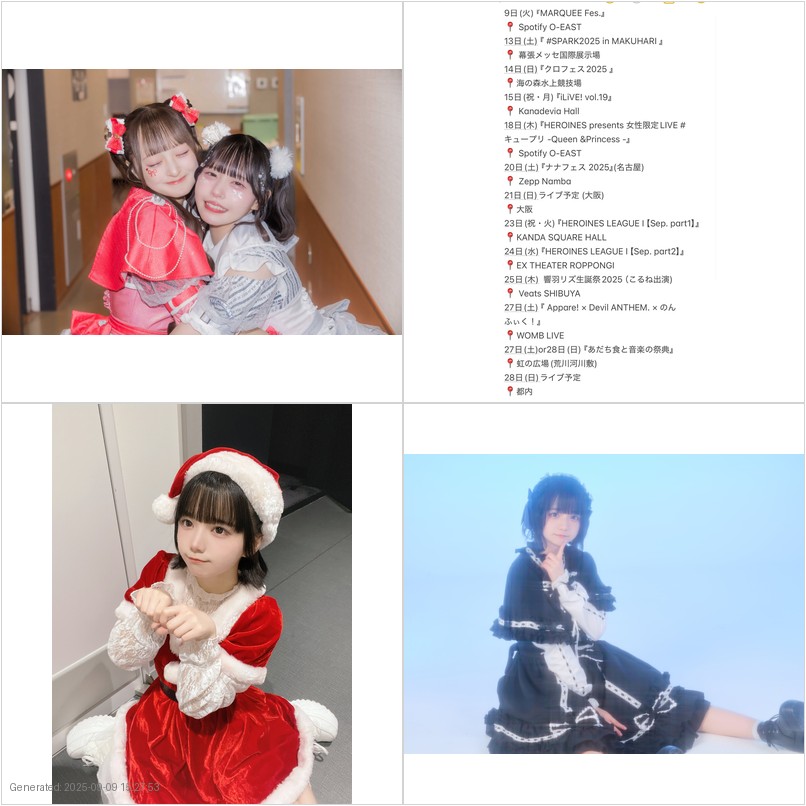 9日(火)『MARQUEE Fes.』
📍 Spotify O-EAST
13日(土)『 #SPARK2025 in MAKUHARI 』
📍 幕張メッセ国際展示場
14日(日)『クロフェス2025 』
📍海の森水上競技場
15日(祝・月)『iLiVE! vol.19』
📍 Kanadevia Hall
18日(木)『HEROINES presents 女性限定LIVE #
キュープリ -Queen &Princess -』
📍 Spotify O-EAST
20日(土)『ナナフェス 2025』(名古屋)
📍 Zepp Namba
21日(日)ライブ予定 (大阪)
📍大阪
23日(祝・火)『HEROINES LEAGUE I【Sep. part1】』
📍KANDA SQUARE HALL
24日(水)『HEROINES LEAGUE I【Sep. part2】』
📍EX THEATER ROPPONGI
25日(木) 響羽リズ生誕祭2025 (こるね出演)
📍 Veats SHIBUYA
27日(土)『 Appare! × Devil ANTHEM. × のん
ふぃく!』
📍WOMB LIVE
27日(土)or28日(日)『あだち食と音楽の祭典』
📍虹の広場(荒川河川敷)
28日(日)ライブ予定
📍都内
Generated: 2025-09-09